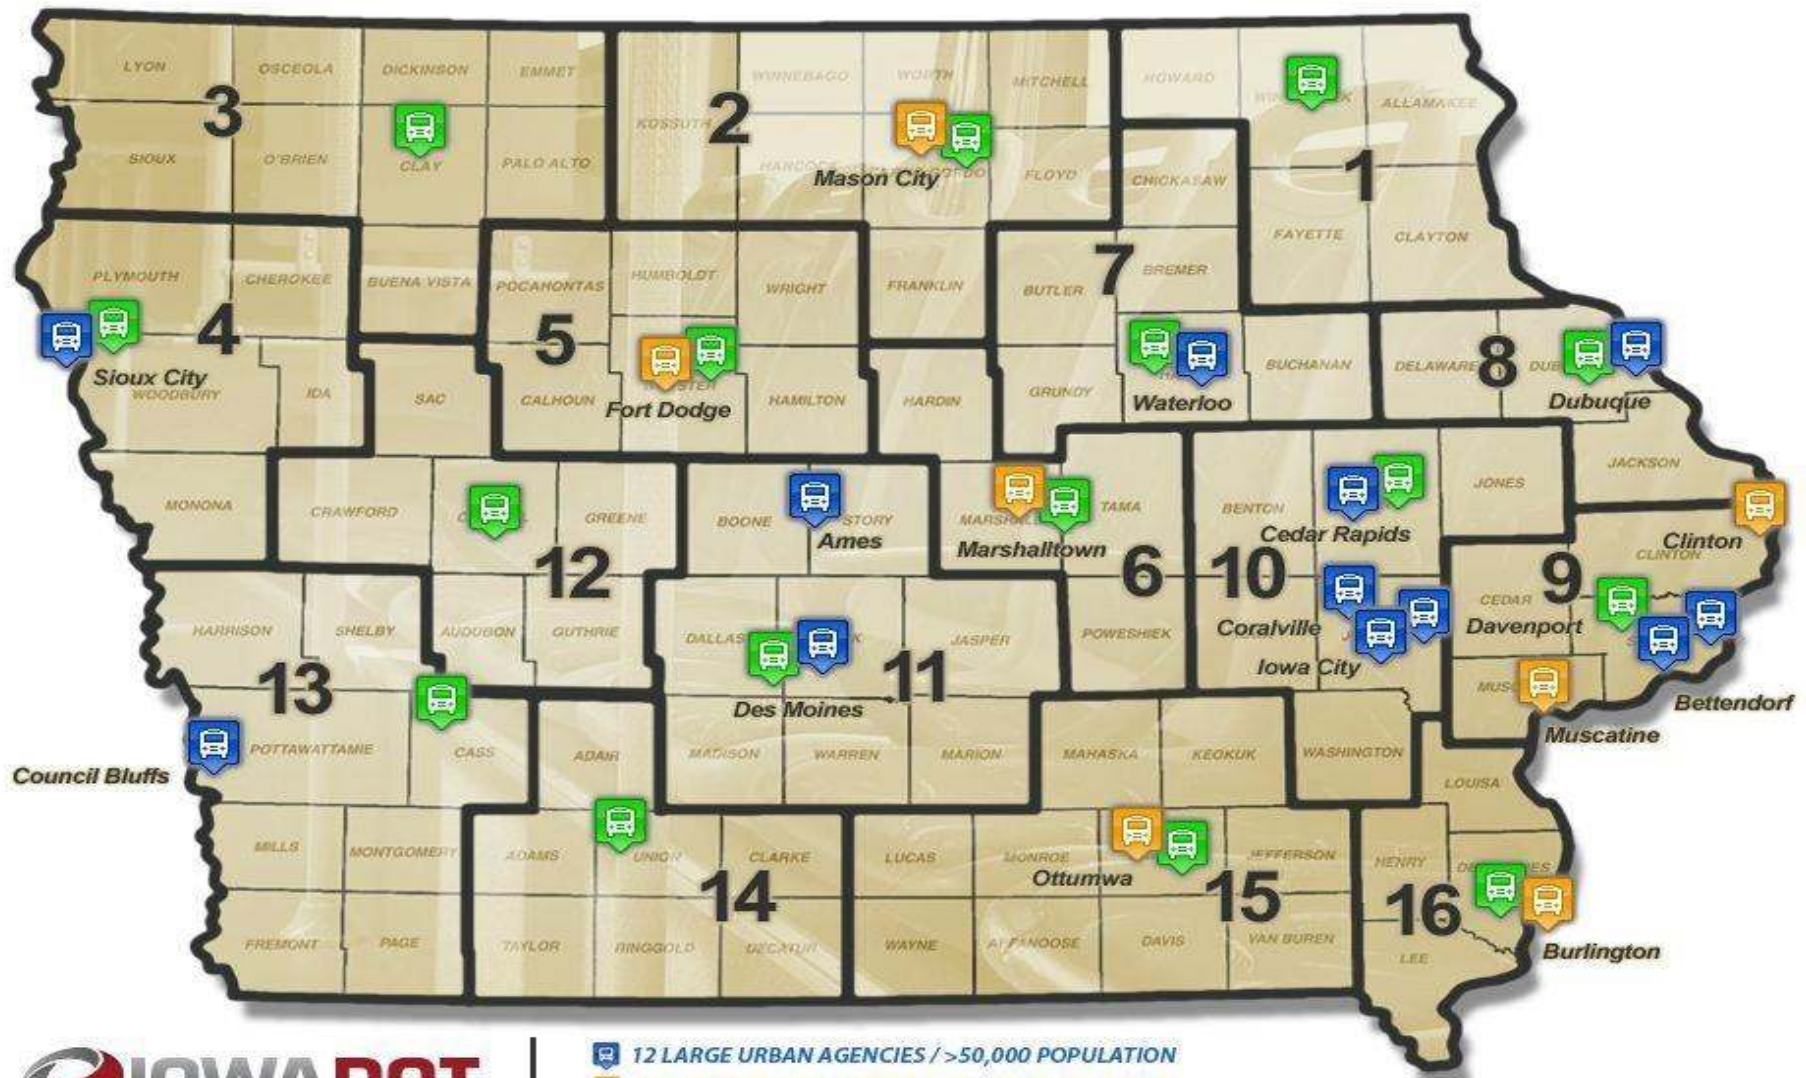 LYON
OSCEOLA
DICKINSON
EMMET
WINNEBAGO
WORTH
MITCHELL
HOWARD
ALLAMAKEE
3
KOSSUTH
2
SIOUX
O'BRIEN
CLAY
PALO ALTO
HANCOCK
Mason City
FLOYD
CHICKASAW
1
FAYETTE
CLAYTON
PLYMOUTH
CHEROKEE
BUENA VISTA
POCAHONTAS
HUMBOLDT
WRIGHT
FRANKLIN
BUTLER
7
BREMER
4
5
Sioux City
WOODBURY
IDA
SAC
CALHOUN
Fort Dodge
HAMILTON
HARDIN
GRUNDY
Waterloo
BUCHANAN
DELAWARE
8
Dubuque
JACKSON
MONONA
CRAWFORD
GREENE
BOONE
STORY
Ames
Marshalltown
TAMA
BENTON
Cedar Rapids
JONES
Clinton
CLINTON
12
6
10
9
CEDAR
HARRISON
SHELBY
AUDUBON
GUTHRIE
DALLAS
JASPER
POWESHIEK
Coralville
Iowa City
Davenport
13
11
Des Moines
Bettendorf
Muscatine
Council Bluffs
POTTAWATTAMIE
CASS
ADAIR
MADISON
WARREN
MARION
MAHASKA
KEOKUK
WASHINGTON
LOUISA
MILLS
MONTGOMERY
ADAMS
UNION
CLARKE
LUCAS
MONROE
Ottumwa
JEFFERSON
HENRY
14
15
16
FREMONT
PAGE
TAYLOR
RINGGOLD
DECATUR
WAYNE
APPANOOSE
DAVIS
VAN BUREN
LEE
Burlington
IOWADOT
12 LARGE URBAN AGENCIES / >50,000 POPULATION